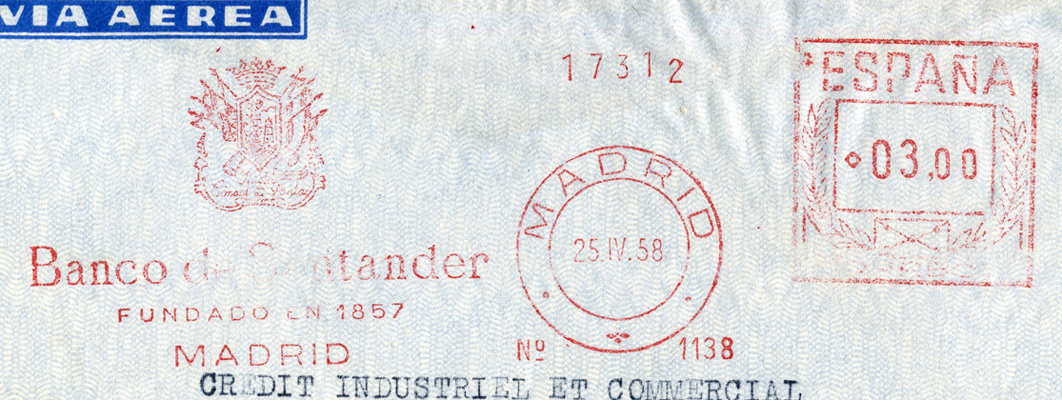 VIA AEREA
17312
ESPAÑA
03,00
MADRID
25.IV.58
Banco de Santander
FUNDADO EN 1857
MADRID
Nº 1138
CREDIT INDUSTRIEL ET COMMERCIAL